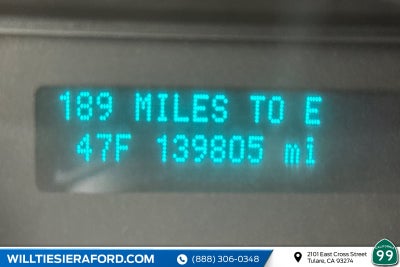 189 MILES TO E
47F 139805 mi
WILLTIESIERAFORD.COM
(888) 306-0348
2101 East Cross Street
Tulare, CA 93274
CALIFORNIA
99